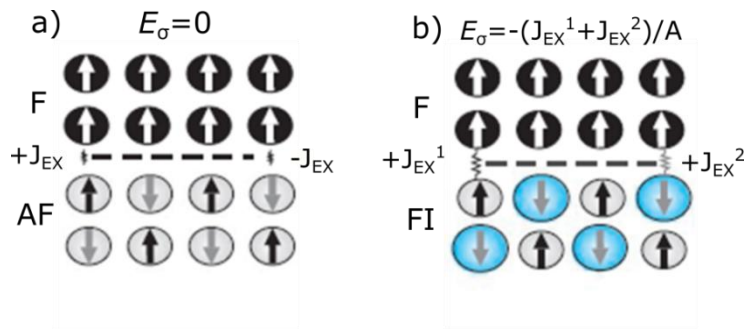 a) E_σ=0
F
+J_EX -J_EX
AF
b) E_σ=-(J_EX^1+J_EX^2)/A
F
+J_EX^1 +J_EX^2
FI